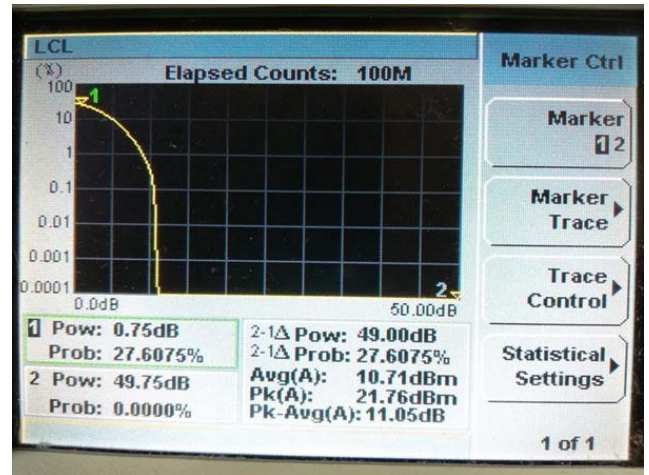 LCL
(%)
Elapsed Counts: 100M
100
1
10
1
0.1
0.01
0.001
0.0001
2
0.0dB
50.00dB
1 Pow: 0.75dB
Prob: 27.6075%
2 Pow: 49.75dB
Prob: 0.0000%
2-1Δ Pow: 49.00dB
2-1Δ Prob: 27.6075%
Avg(A): 10.71dBm
Pk(A): 21.76dBm
Pk-Avg(A): 11.05dB
Marker Ctrl
Marker
1 2
Marker
Trace
Trace
Control
Statistical
Settings
1 of 1